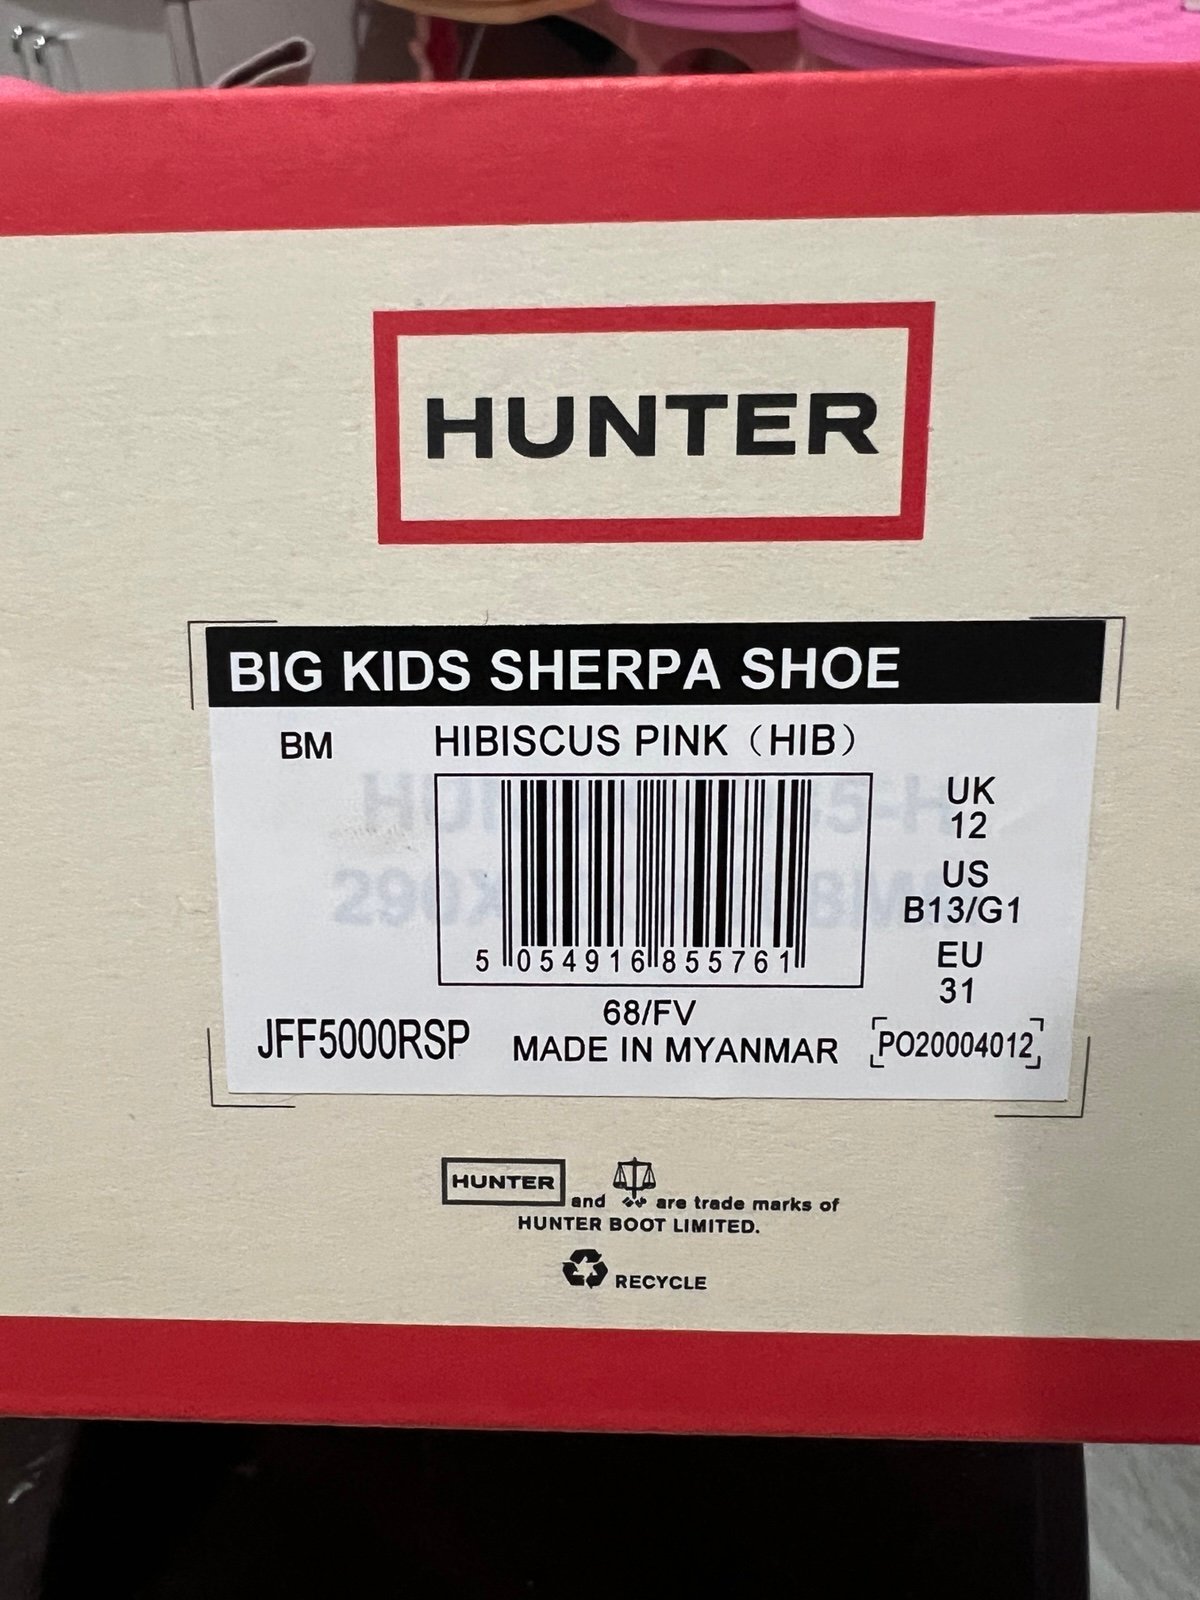 HUNTER
BIG KIDS SHERPA SHOE
BM HIBISCUS PINK (HIB)
UK
12
US
B13/G1
EU
31
5 054916 855761
68/FV
JFF5000RSP MADE IN MYANMAR PO20004012
HUNTER and are trade marks of
HUNTER BOOT LIMITED.
RECYCLE